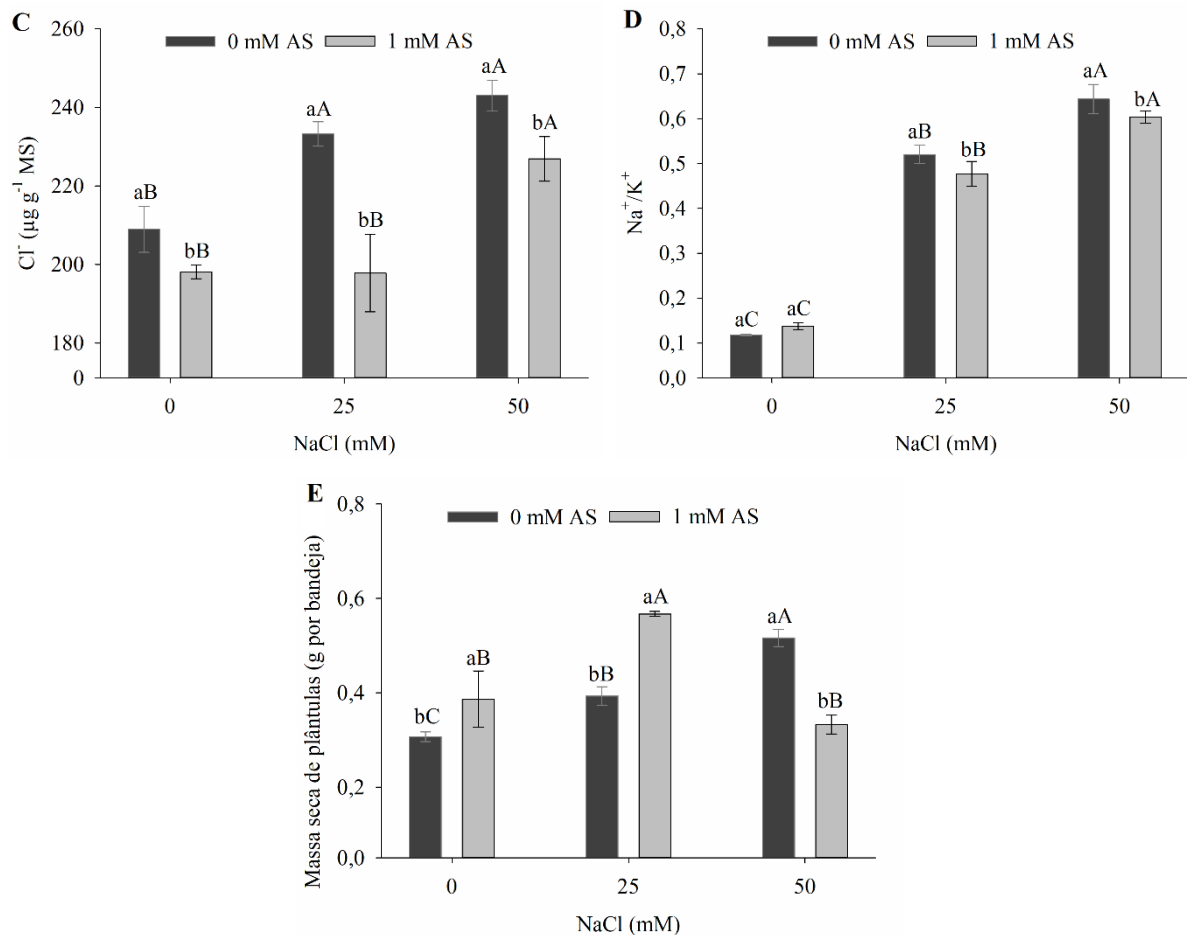 C
260
240
220
200
180
0
Cl⁻ (µg g⁻¹ MS)
0 mM AS
1 mM AS
aB
bB
aA
bB
aA
bA
0
25
50
NaCl (mM)
D
0,8
0,7
0,6
0,5
0,4
0,3
0,2
0,1
0,0
Na⁺/K⁺
0 mM AS
1 mM AS
aC
aC
aB
bB
aA
bA
0
25
50
NaCl (mM)
E
0,8
0,6
0,4
0,2
0,0
Massa seca de plântulas (g por bandeja)
0 mM AS
1 mM AS
bC
aB
bB
aA
aA
bB
0
25
50
NaCl (mM)